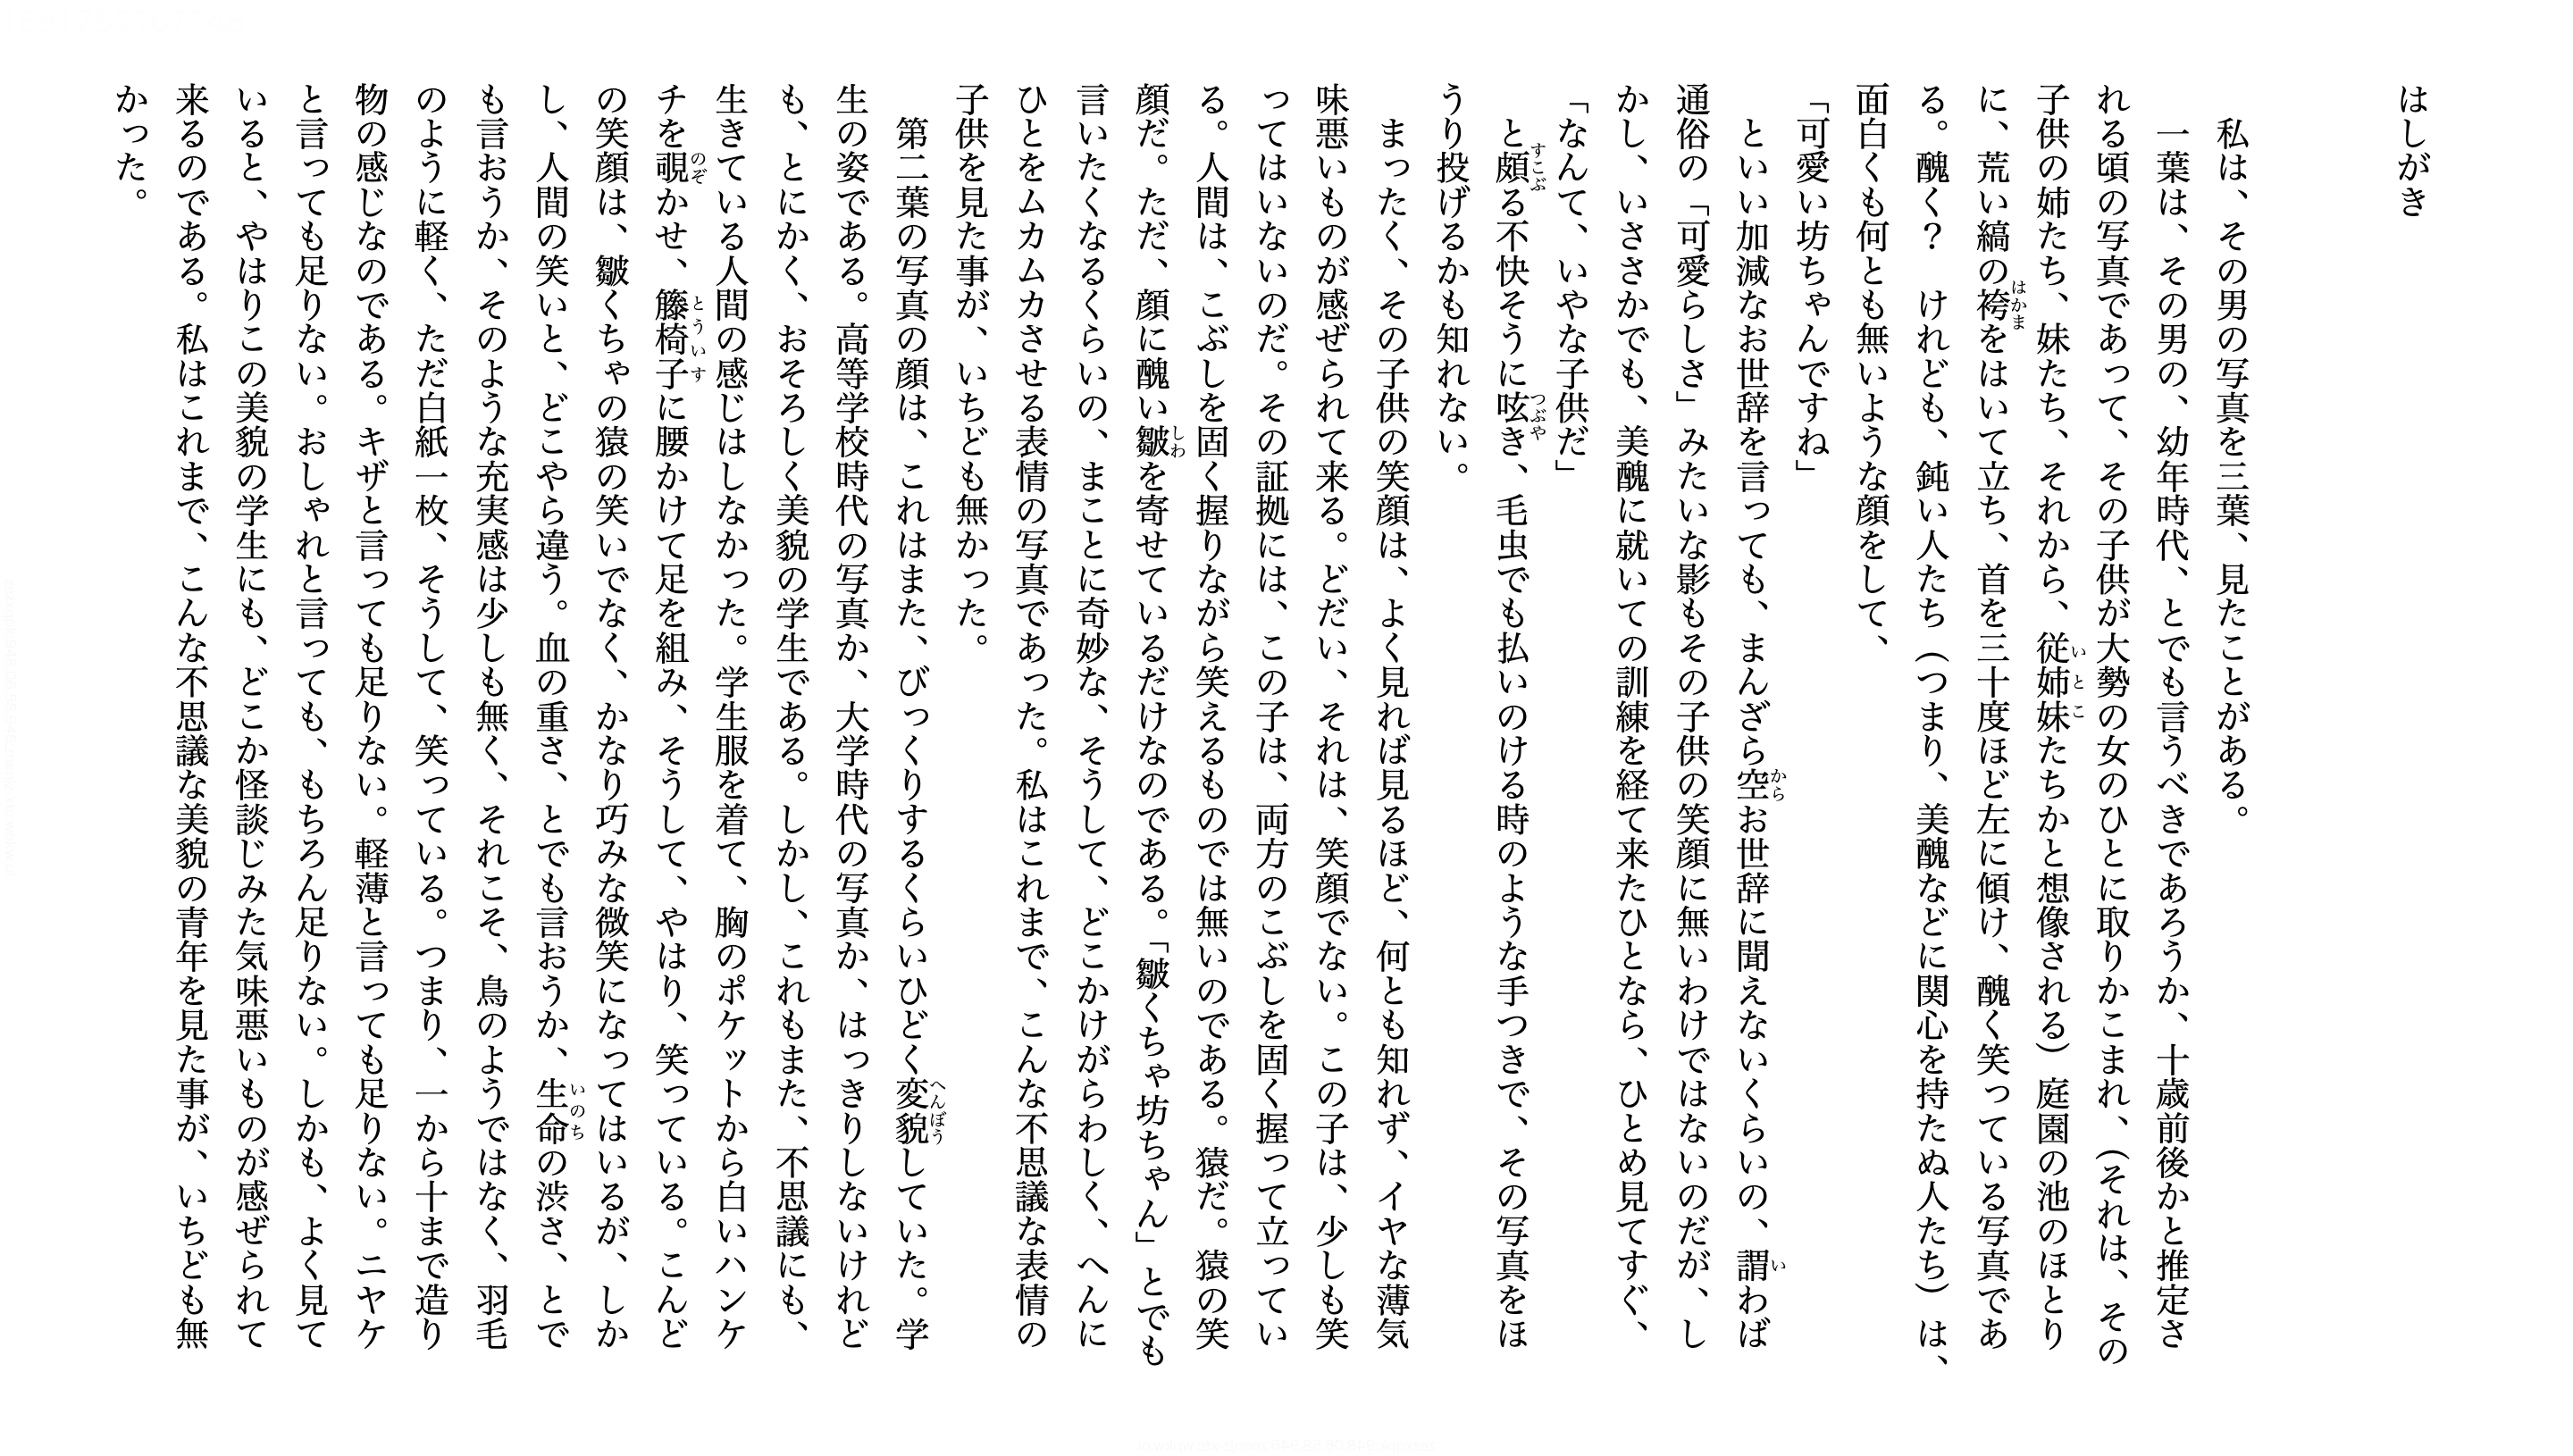 はしがき
　私は、その男の写真を三葉、見たことがある。
　一葉は、その男の、幼年時代、とでも言うべきであろうか、十歳前後かと推定さ
れる頃の写真であって、その子供が大勢の女のひとに取りかこまれ、（それは、その
子供の姉たち、妹たち、それから、従姉妹いとこたちかと想像される）庭園の池のほとり
に、荒い縞の袴はかまをはいて立ち、首を三十度ほど左に傾け、醜く笑っている写真であ
る。醜く？　けれども、鈍い人たち（つまり、美醜などに関心を持たぬ人たち）は、
面白くも何とも無いような顔をして、
「可愛い坊ちゃんですね」
　といい加減なお世辞を言っても、まんざら空からお世辞に聞えないくらいの、謂いわば
通俗の「可愛らしさ」みたいな影もその子供の笑顔に無いわけではないのだが、し
かし、いささかでも、美醜に就いての訓練を経て来たひとなら、ひとめ見てすぐ、
「なんて、いやな子供だ」
　と頗すこぶる不快そうに呟つぶやき、毛虫でも払いのける時のような手つきで、その写真をほ
うり投げるかも知れない。
　まったく、その子供の笑顔は、よく見れば見るほど、何とも知れず、イヤな薄気
味悪いものが感ぜられて来る。どだい、それは、笑顔でない。この子は、少しも笑
ってはいないのだ。その証拠には、この子は、両方のこぶしを固く握って立ってい
る。人間は、こぶしを固く握りながら笑えるものでは無いのである。猿だ。猿の笑
顔だ。ただ、顔に醜い皺しわを寄せているだけなのである。「皺くちゃ坊ちゃん」とでも
言いたくなるくらいの、まことに奇妙な、そうして、どこかけがらわしく、へんに
ひとをムカムカさせる表情の写真であった。私はこれまで、こんな不思議な表情の
子供を見た事が、いちども無かった。
　第二葉の写真の顔は、これはまた、びっくりするくらいひどく変貌へんぼうしていた。学
生の姿である。高等学校時代の写真か、大学時代の写真か、はっきりしないけれど
も、とにかく、おそろしく美貌の学生である。しかし、これもまた、不思議にも、
生きている人間の感じはしなかった。学生服を着て、胸のポケットから白いハンケ
チを覗のぞかせ、籐椅子とういすに腰かけて足を組み、そうして、やはり、笑っている。こんど
の笑顔は、皺くちゃの猿の笑いでなく、かなり巧みな微笑になってはいるが、しか
し、人間の笑いと、どこやら違う。血の重さ、とでも言おうか、生命いのちの渋さ、とで
も言おうか、そのような充実感は少しも無く、それこそ、鳥のようではなく、羽毛
のように軽く、ただ白紙一枚、そうして、笑っている。つまり、一から十まで造り
物の感じなのである。キザと言っても足りない。軽薄と言っても足りない。ニヤケ
と言っても足りない。おしゃれと言っても、もちろん足りない。しかも、よく見て
いると、やはりこの美貌の学生にも、どこか怪談じみた気味悪いものが感ぜられて
来るのである。私はこれまで、こんな不思議な美貌の青年を見た事が、いちども無
かった。